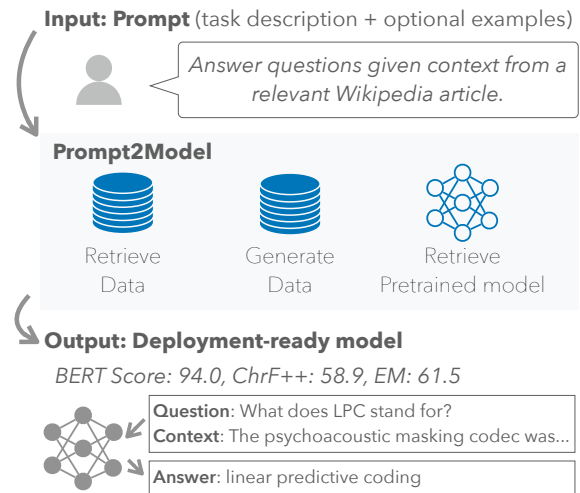 Input: Prompt (task description + optional examples)
Answer questions given context from a
relevant Wikipedia article.
Prompt2Model
Retrieve
Data
Generate
Data
Retrieve
Pretrained model
Output: Deployment-ready model
BERT Score: 94.0, ChrF++: 58.9, EM: 61.5
Question: What does LPC stand for?
Context: The psychoacoustic masking codec was...
Answer: linear predictive coding